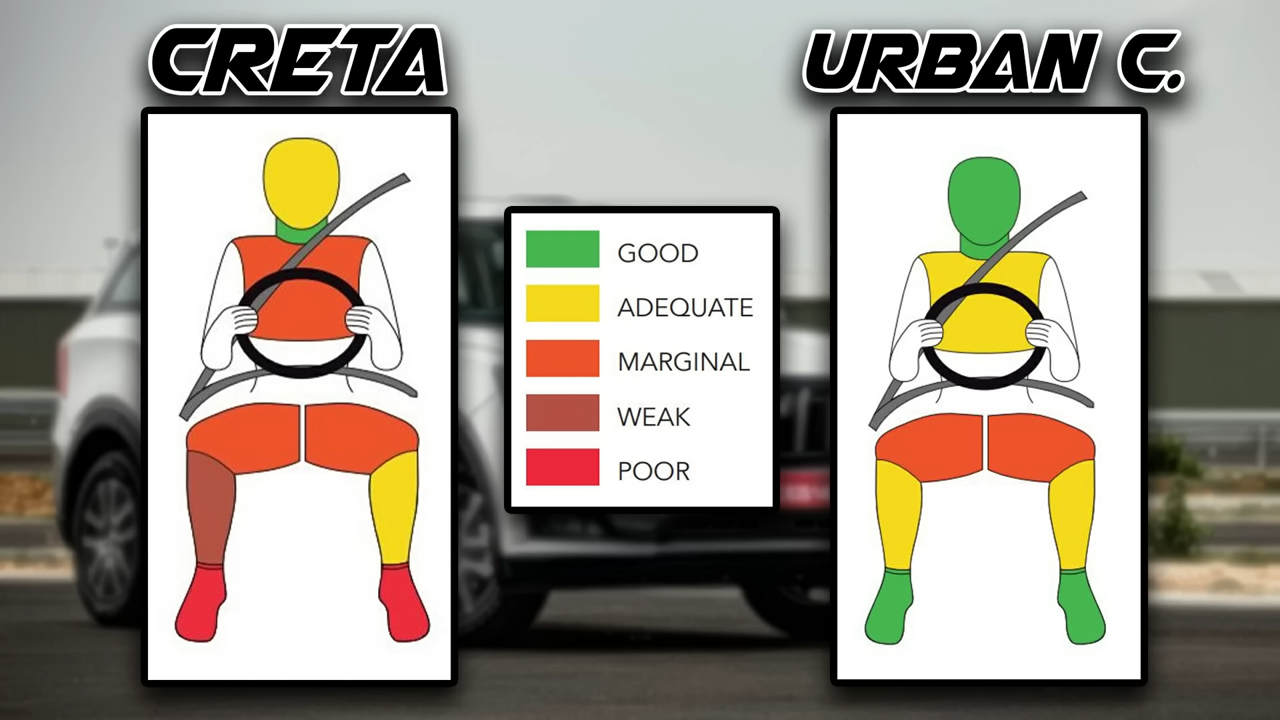 CRETA
URBAN C.
GOOD
ADEQUATE
MARGINAL
WEAK
POOR